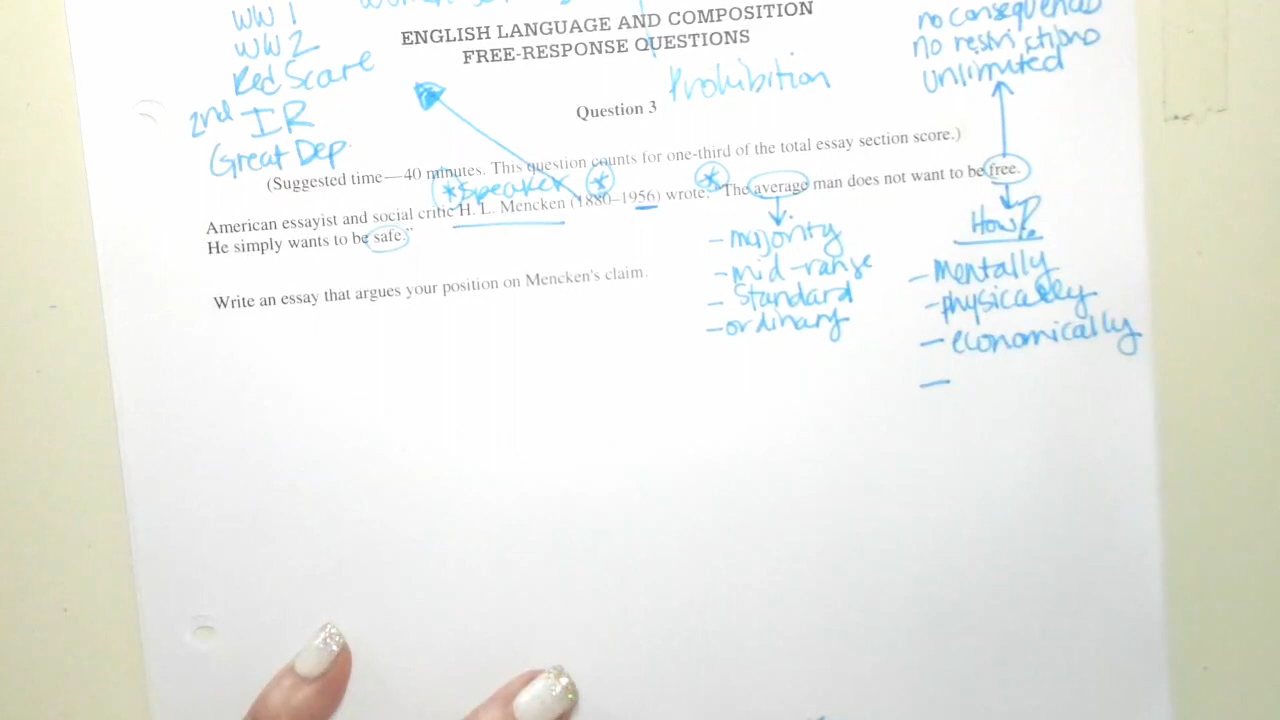 WW 1
WW2
Red Scare
2nd IR
Great Dep.
ENGLISH LANGUAGE AND COMPOSITION
FREE-RESPONSE QUESTIONS
Prohibition
no consequences
no restrictions
unlimited
Question 3
(Suggested time—40 minutes. This question counts for one-third of the total essay section score.)
*Speaker * *
American essayist and social critic H. L. Mencken (1880–1956) wrote, "The average man does not want to be free.
He simply wants to be safe."
Write an essay that argues your position on Mencken's claim.
- majority
- mid-range
- Standard
- ordinary
How?
- Mentally
- physically
- economically
-